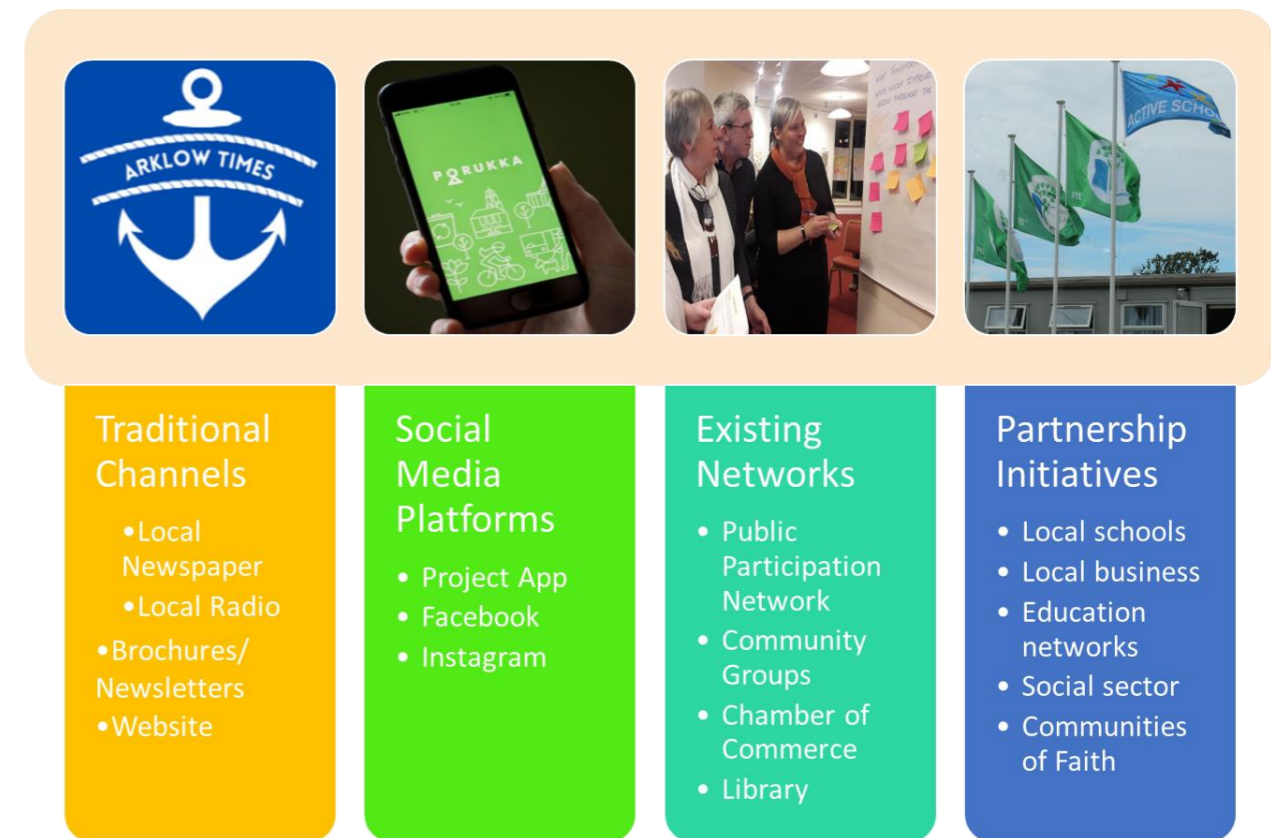 ARKLOW TIMES
PORUKKA
ACTIVE SCHO
Traditional
Channels
•Local
Newspaper
•Local Radio
•Brochures/
Newsletters
•Website
Social
Media
Platforms
• Project App
• Facebook
• Instagram
Existing
Networks
• Public
Participation
Network
• Community
Groups
• Chamber of
Commerce
• Library
Partnership
Initiatives
• Local schools
• Local business
• Education
networks
• Social sector
• Communities
of Faith